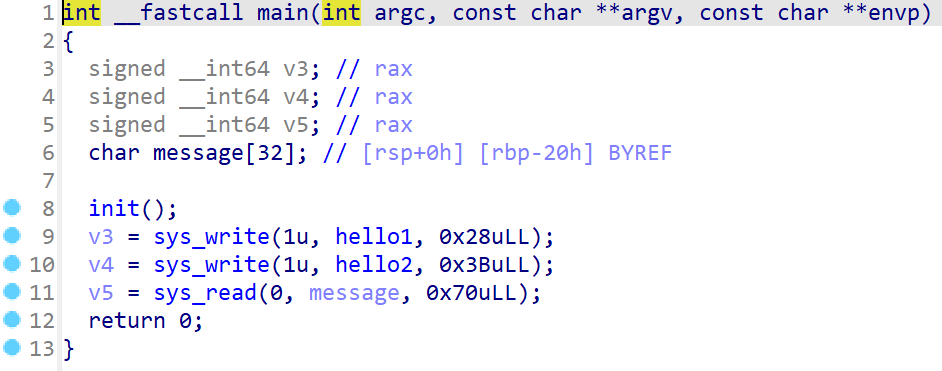 1 int __fastcall main(int argc, const char **argv, const char **envp)
2 {
3 signed __int64 v3; // rax
4 signed __int64 v4; // rax
5 signed __int64 v5; // rax
6 char message[32]; // [rsp+0h] [rbp-20h] BYREF
7
8 init();
9 v3 = sys_write(1u, hello1, 0x28uLL);
10 v4 = sys_write(1u, hello2, 0x3BuLL);
11 v5 = sys_read(0, message, 0x70uLL);
12 return 0;
13 }